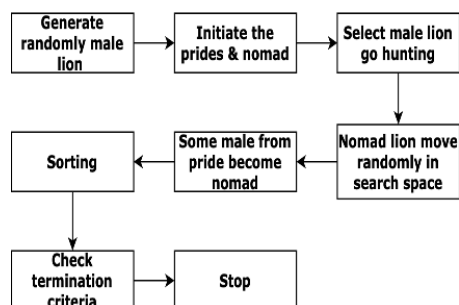 Generate
randomly male
lion
Initiate the
prides & nomad
Select male lion
go hunting
Nomad lion move
randomly in
search space
Some male from
pride become
nomad
Sorting
Check
termination
criteria
Stop